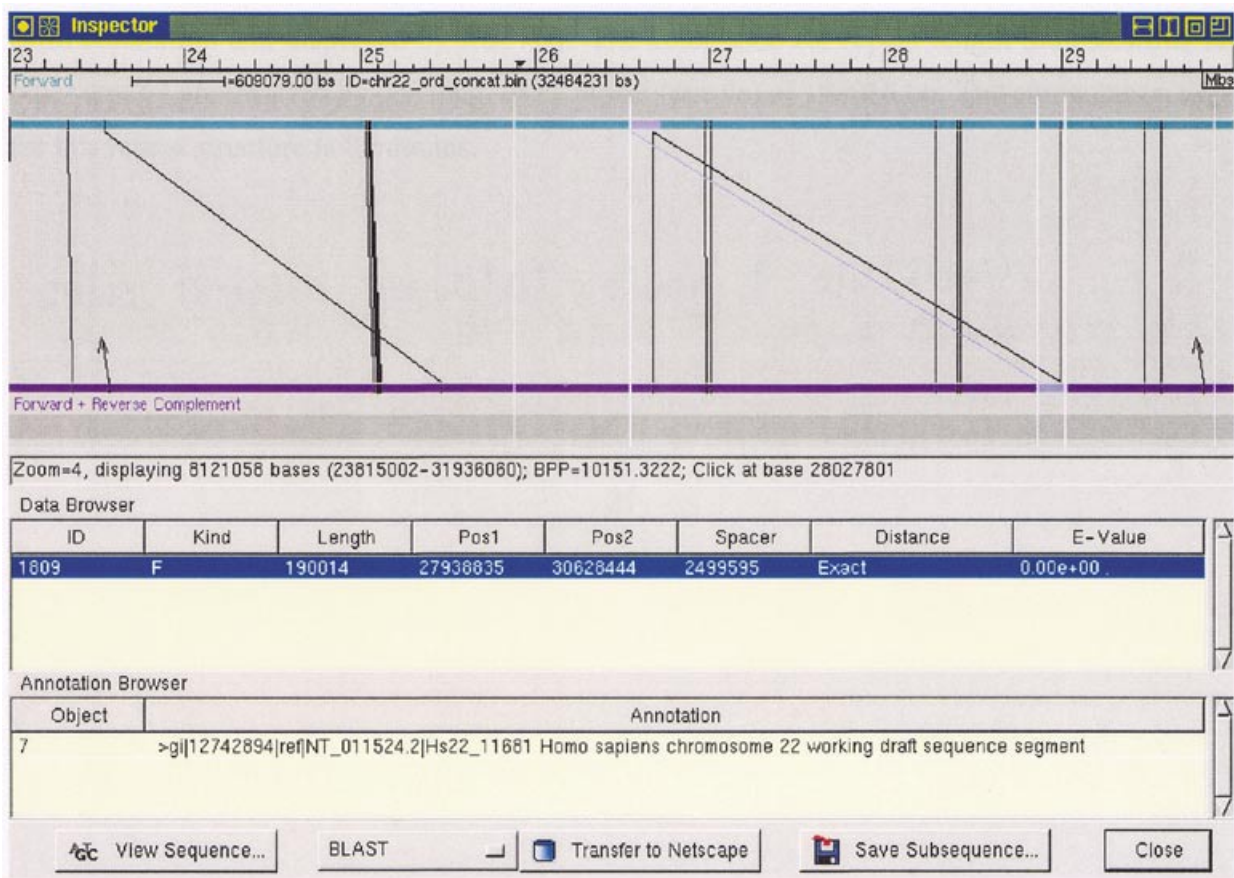 Inspector
23 24 25 26 27 28 29
Forward =609079.00 bs ID=chr22_ord_concat.bin (32484231 bs) Mbs
Forward + Reverse Complement
Zoom=4, displaying 8121058 bases (23815002-31936060); BPP=10151.3222; Click at base 28027801
Data Browser
ID Kind Length Pos1 Pos2 Spacer Distance E-Value
1809 F 190014 27938835 30628444 2499595 Exact 0.00e+00
Annotation Browser
Object Annotation
7 >gi|12742894|ref|NT_011524.2|Hs22_11681 Homo sapiens chromosome 22 working draft sequence segment
AGC View Sequence... BLAST Transfer to Netscape Save Subsequence... Close